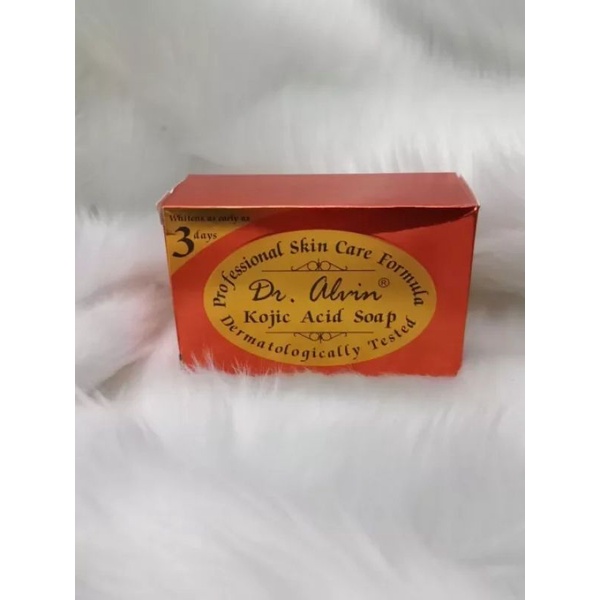 Whitens as early as
3 days
Professional Skin Care Formula
Dr. Alvin®
Kojic Acid Soap
Dermatologically Tested